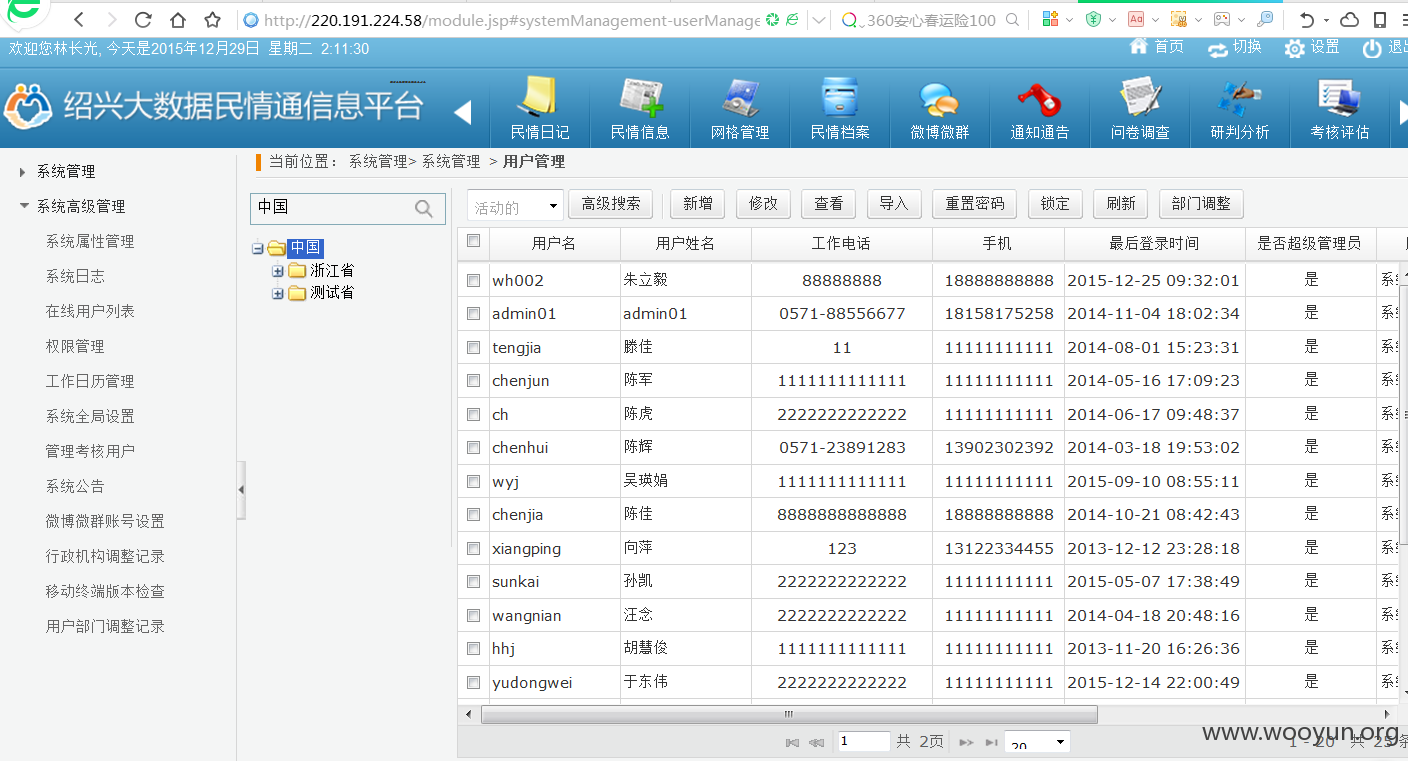 http://220.191.224.58/module.jsp#systemManagement-userManage 360安心春运险100
欢迎您林长光, 今天是2015年12月29日 星期二 2:11:30 首页 切换 设置 退出
绍兴大数据民情通信息平台 民情日记 民情信息 网格管理 民情档案 微博微群 通知通告 问卷调查 研判分析 考核评估
当前位置： 系统管理> 系统管理 > 用户管理
系统管理
系统高级管理
系统属性管理
系统日志
在线用户列表
权限管理
工作日历管理
系统全局设置
管理考核用户
系统公告
微博微群账号设置
行政机构调整记录
移动终端版本检查
用户部门调整记录
中国
中国
浙江省
测试省
活动的 高级搜索 新增 修改 查看 导入 重置密码 锁定 刷新 部门调整
用户名 用户姓名 工作电话 手机 最后登录时间 是否超级管理员
wh002 朱立毅 88888888 18888888888 2015-12-25 09:32:01 是 系
admin01 admin01 0571-88556677 18158175258 2014-11-04 18:02:34 是 系
tengjia 滕佳 11 11111111111 2014-08-01 15:23:31 是 系
chenjun 陈军 1111111111111 11111111111 2014-05-16 17:09:23 是 系
ch 陈虎 2222222222222 11111111111 2014-06-17 09:48:37 是 系
chenhui 陈辉 0571-23891283 13902302392 2014-03-18 19:53:02 是 系
wyj 吴瑛娟 1111111111111 11111111111 2015-09-10 08:55:11 是 系
chenjia 陈佳 8888888888888 18888888888 2014-10-21 08:42:43 是 系
xiangping 向萍 123 13122334455 2013-12-12 23:28:18 是 系
sunkai 孙凯 2222222222222 11111111111 2015-05-07 17:38:49 是 系
wangnian 汪念 2222222222222 11111111111 2014-04-18 20:48:16 是 系
hhj 胡慧俊 1111111111111 11111111111 2013-11-20 16:26:36 是 系
yudongwei 于东伟 2222222222222 11111111111 2015-12-14 22:00:49 是 系
1 共 2页 20 1 - 20 共 25 条
www.wooyun.org